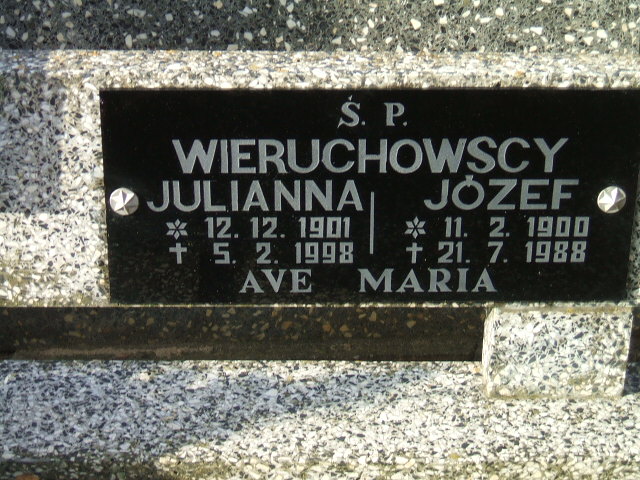 Ś. P.
WIERUCHOWSCY
JULIANNA JÓZEF
* 12. 12. 1901 * 11. 2. 1900
† 5. 2. 1998 † 21. 7. 1988
AVE MARIA